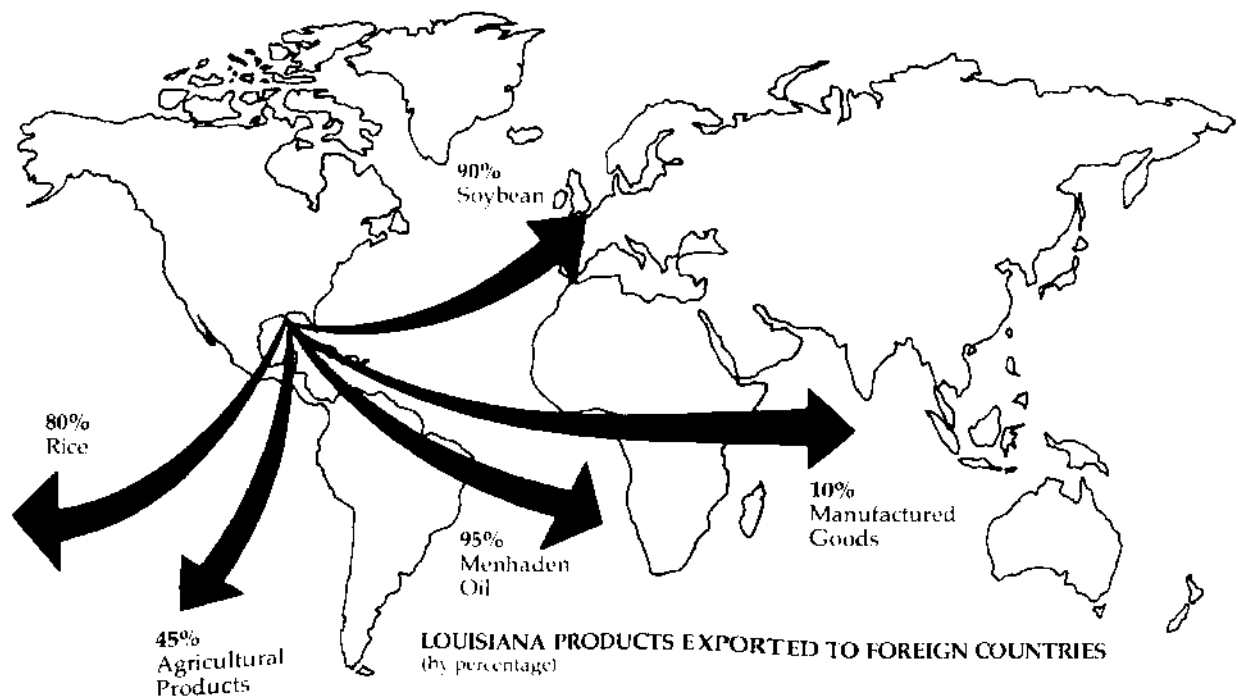 90%
Soybean
80%
Rice
10%
Manufactured
Goods
95%
Menhaden
Oil
45%
Agricultural
Products
LOUISIANA PRODUCTS EXPORTED TO FOREIGN COUNTRIES
(by percentage)